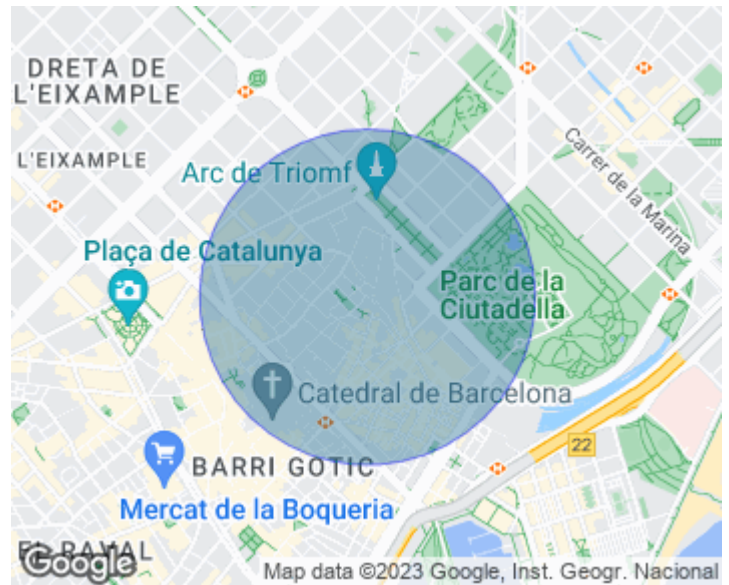 DRETA DE
L'EIXAMPLE
L'EIXAMPLE
Arc de Triomf
Carrer de la Marina
Plaça de Catalunya
Parc de la
Ciutadella
Catedral de Barcelona
22
BARRI GOTIC
Mercat de la Boqueria
EL RAVAL
Google
Map data ©2023 Google, Inst. Geogr. Nacional